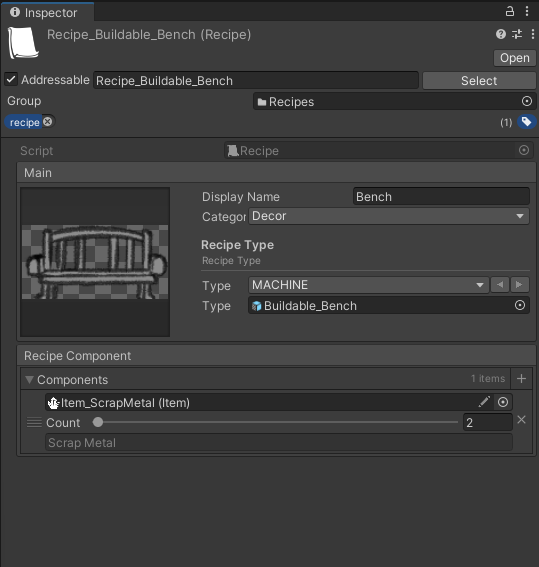 Inspector
Recipe_Buildable_Bench (Recipe)
Open
Addressable Recipe_Buildable_Bench Select
Group Recipes
recipe (1)
Script Recipe
Main
Display Name Bench
Categor Decor
Recipe Type
Recipe Type
Type MACHINE
Type Buildable_Bench
Recipe Component
Components 1 items
Item_ScrapMetal (Item)
Count 2
Scrap Metal